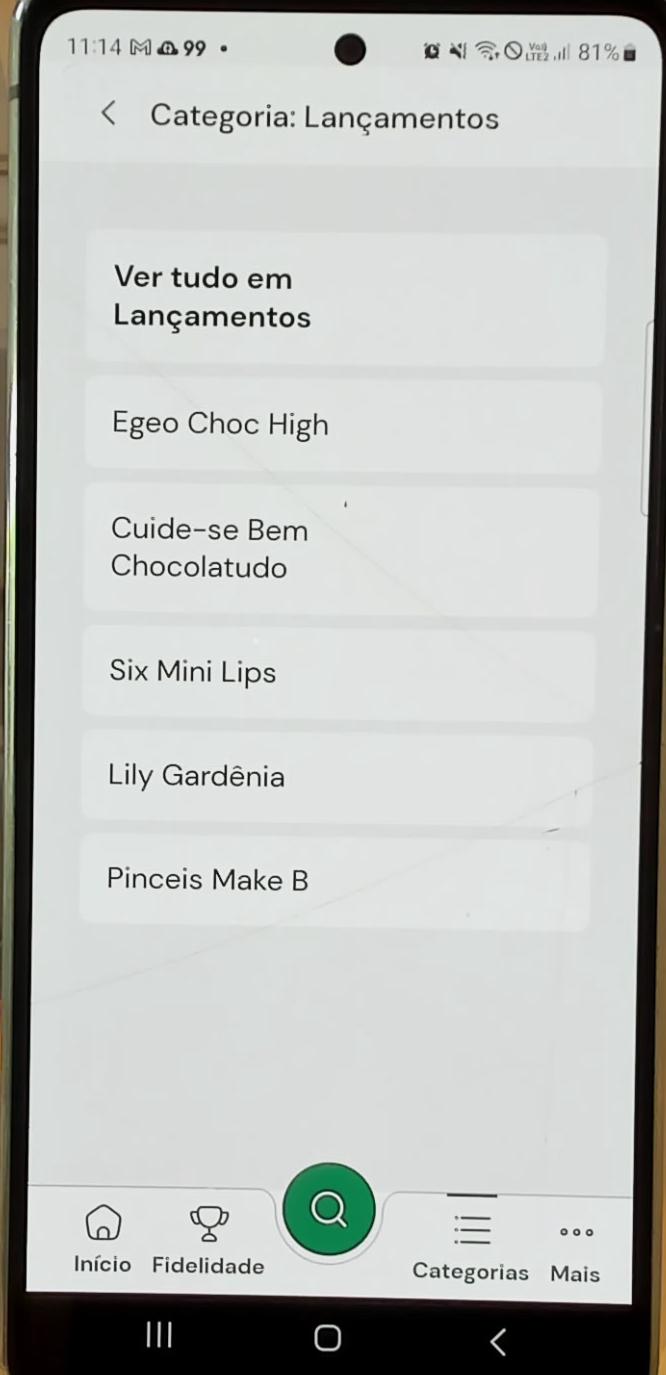 11:14 99 81%
Categoria: Lançamentos
Ver tudo em
Lançamentos
Egeo Choc High
Cuide-se Bem
Chocolatudo
Six Mini Lips
Lily Gardênia
Pinceis Make B
Início Fidelidade Categorias Mais